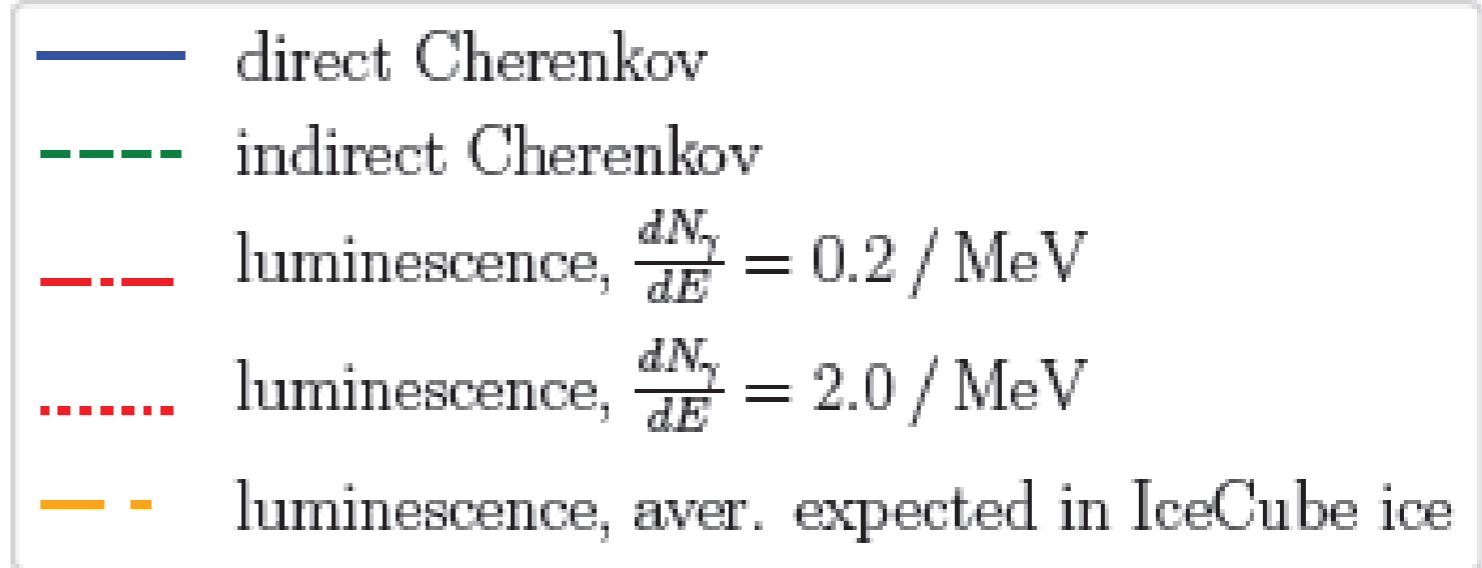 direct Cherenkov
indirect Cherenkov
luminescence, dNγ/dE = 0.2 / MeV
luminescence, dNγ/dE = 2.0 / MeV
luminescence, aver. expected in IceCube ice